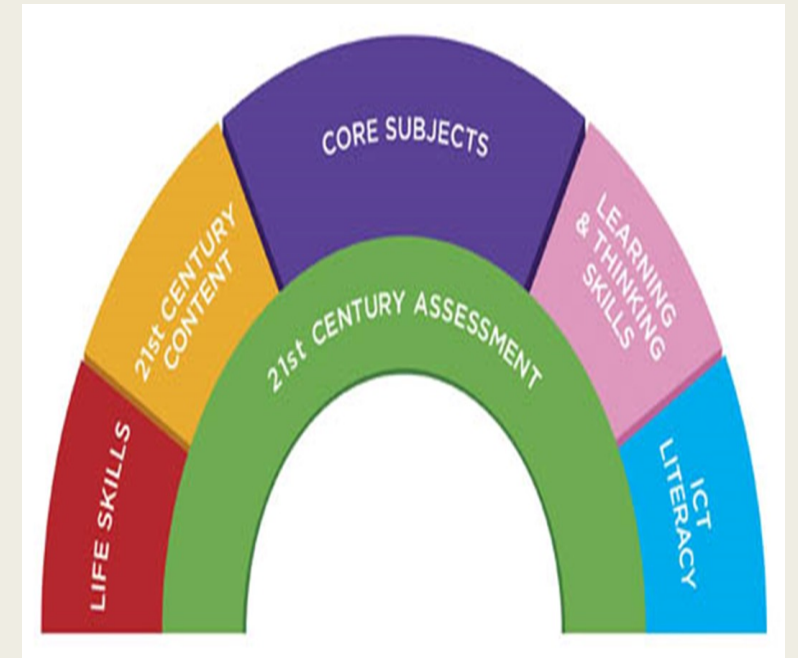 CORE SUBJECTS
21st CENTURY
CONTENT
LEARNING
& THINKING
SKILLS
21st CENTURY ASSESSMENT
LIFE SKILLS
ICT
LITERACY